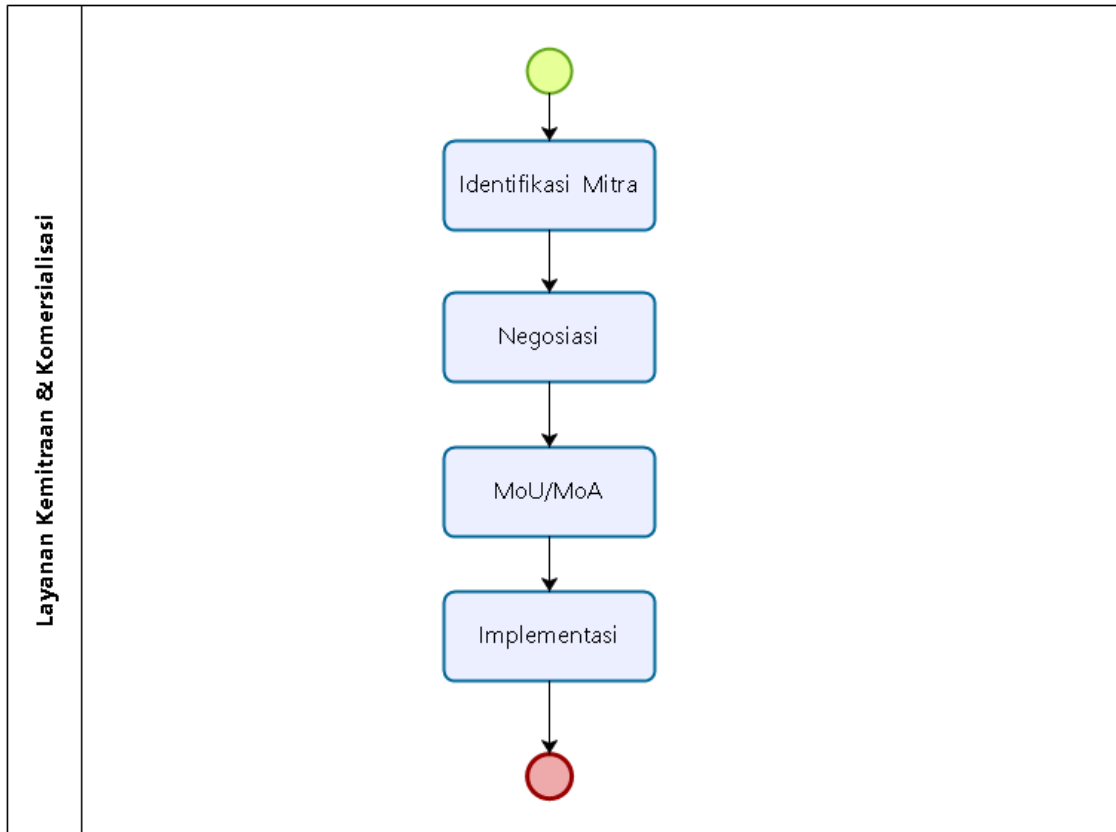 Layanan Kemitraan & Komersialisasi
Identifikasi Mitra
Negosiasi
MoU/MoA
Implementasi